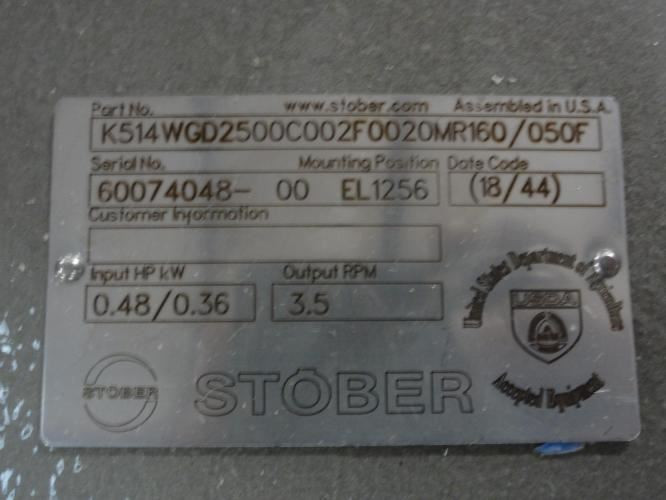 Part No. www.stober.com Assembled in U.S.A.
K514WGD2500C002F0020MR160/050F
Serial No. Mounting Position Date Code
60074048- 00 EL1256 (18/44)
Customer Information
Input HP kW Output RPM
0.48/0.36 3.5
United States Department of Agriculture
USDA
Accepted Equipment
STOBER STÖBER